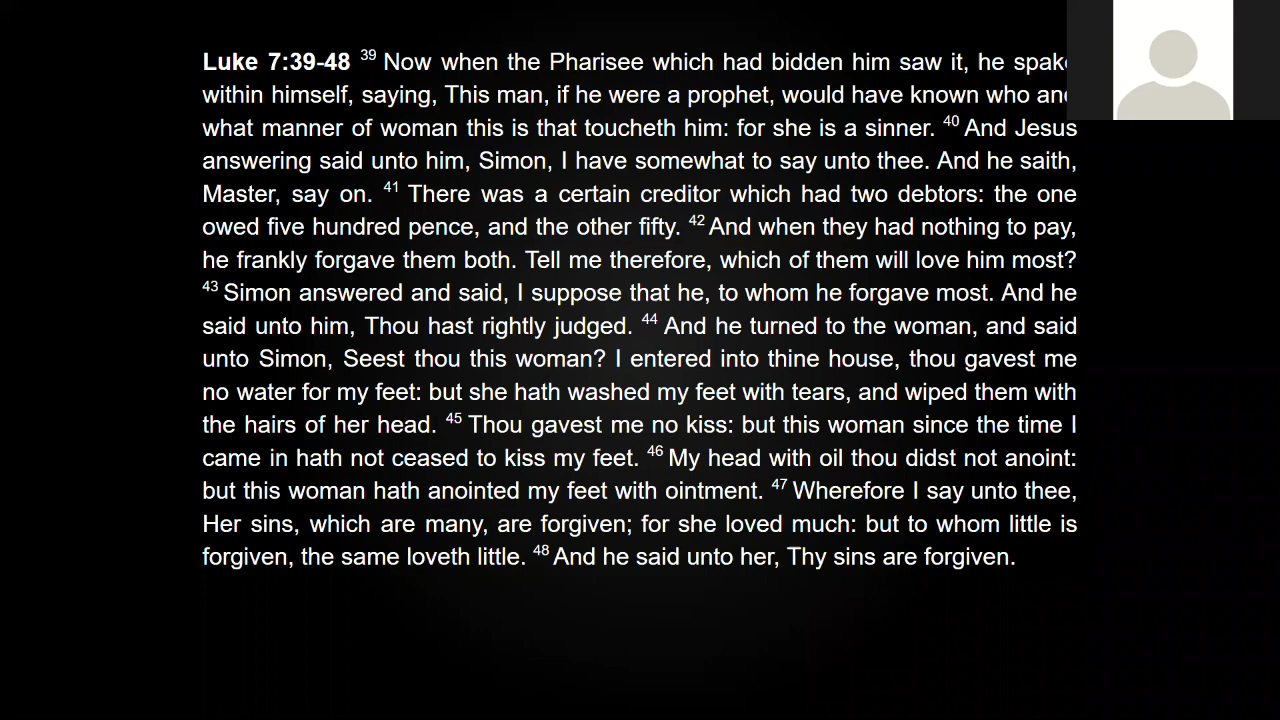 Luke 7:39-48 39 Now when the Pharisee which had bidden him saw it, he spake
within himself, saying, This man, if he were a prophet, would have known who and
what manner of woman this is that toucheth him: for she is a sinner. 40 And Jesus
answering said unto him, Simon, I have somewhat to say unto thee. And he saith,
Master, say on. 41 There was a certain creditor which had two debtors: the one
owed five hundred pence, and the other fifty. 42 And when they had nothing to pay,
he frankly forgave them both. Tell me therefore, which of them will love him most?
43 Simon answered and said, I suppose that he, to whom he forgave most. And he
said unto him, Thou hast rightly judged. 44 And he turned to the woman, and said
unto Simon, Seest thou this woman? I entered into thine house, thou gavest me
no water for my feet: but she hath washed my feet with tears, and wiped them with
the hairs of her head. 45 Thou gavest me no kiss: but this woman since the time I
came in hath not ceased to kiss my feet. 46 My head with oil thou didst not anoint:
but this woman hath anointed my feet with ointment. 47 Wherefore I say unto thee,
Her sins, which are many, are forgiven; for she loved much: but to whom little is
forgiven, the same loveth little. 48 And he said unto her, Thy sins are forgiven.